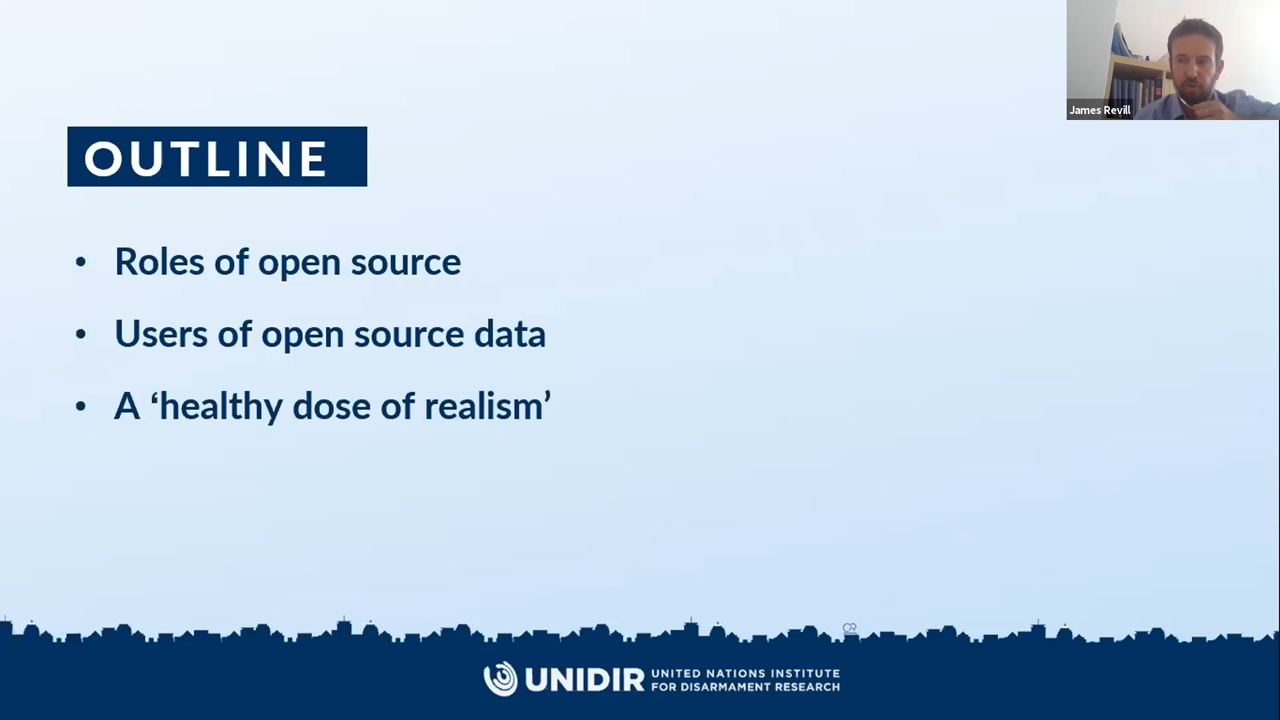 James Revill
OUTLINE
• Roles of open source
• Users of open source data
• A ‘healthy dose of realism’
UNIDIR
UNITED NATIONS INSTITUTE
FOR DISARMAMENT RESEARCH